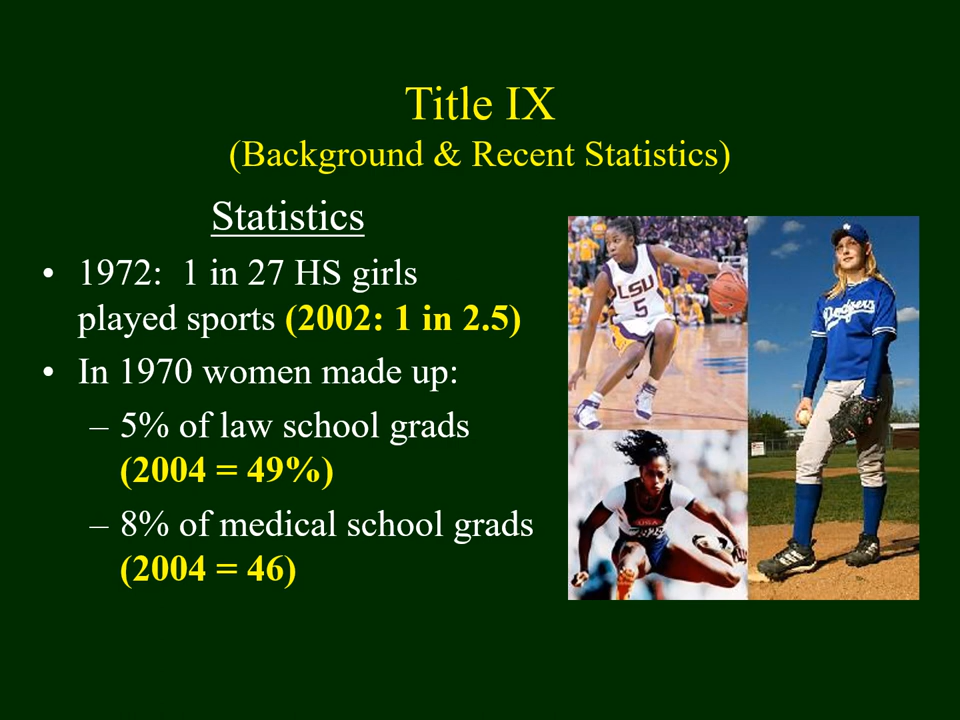 Title IX
(Background & Recent Statistics)
Statistics
• 1972:  1 in 27 HS girls
played sports (2002: 1 in 2.5)
• In 1970 women made up:
– 5% of law school grads
(2004 = 49%)
– 8% of medical school grads
(2004 = 46)
LSU
5
USA
Dodgers